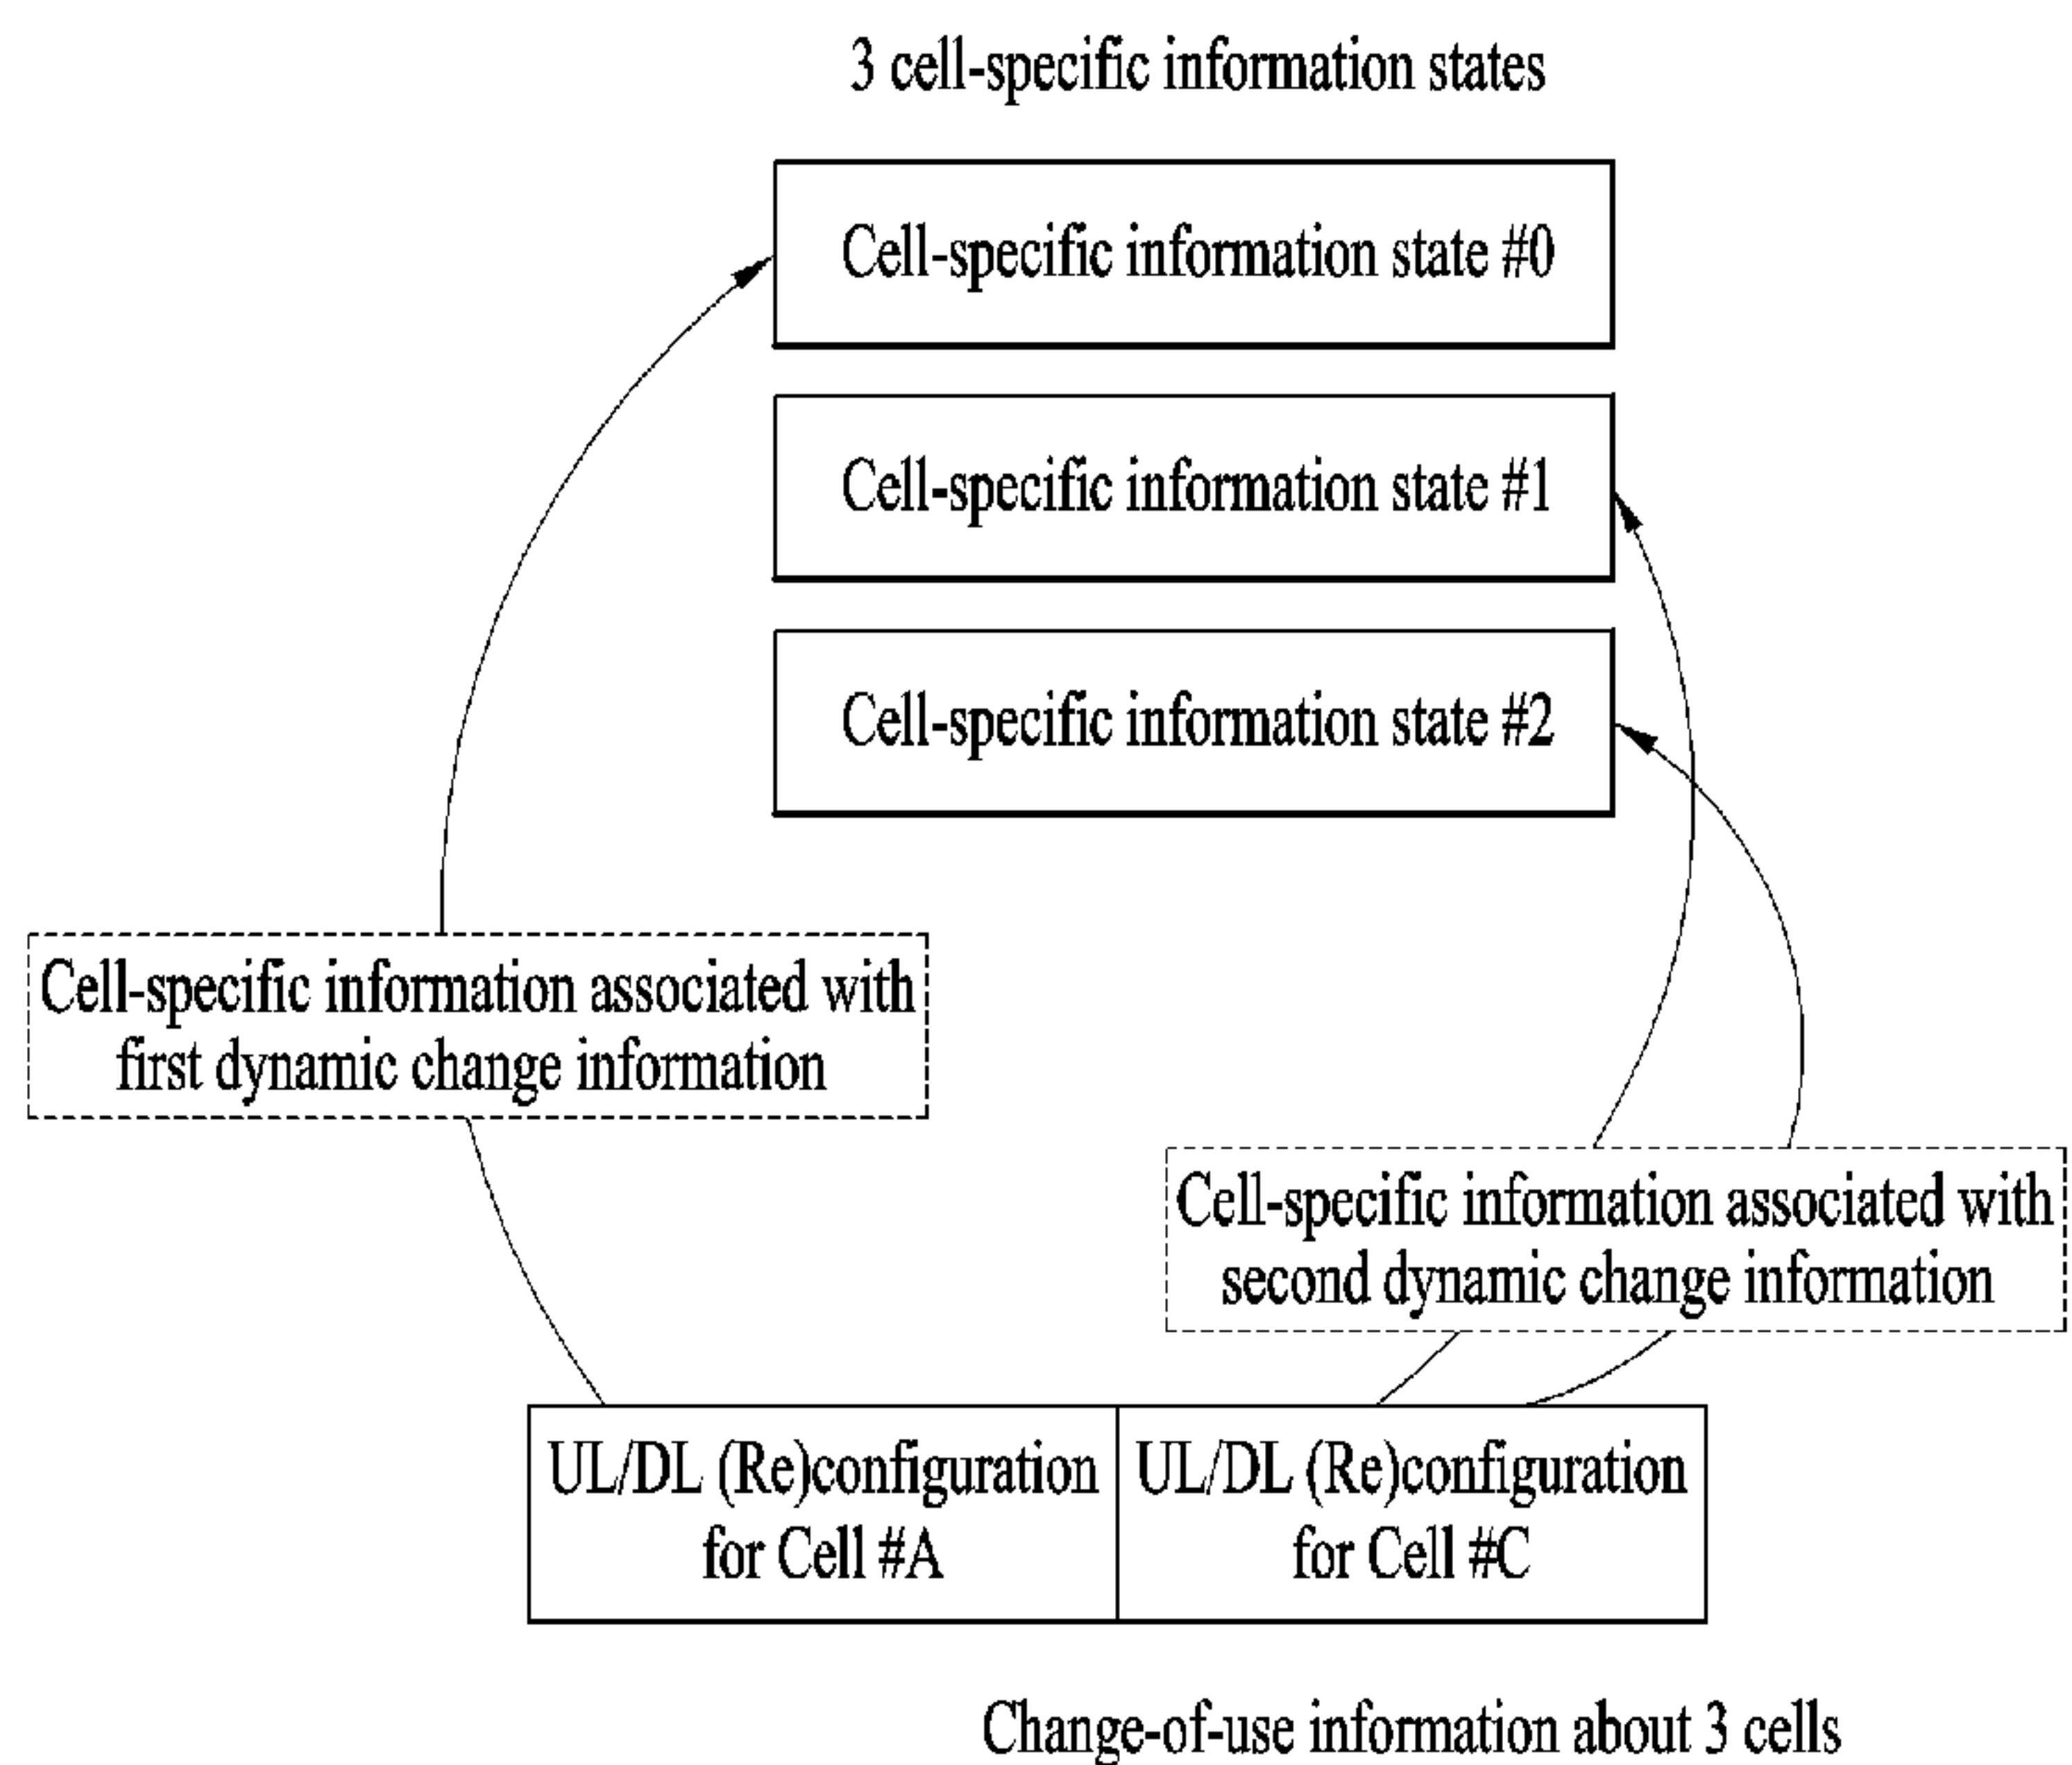 3 cell-specific information states
Cell-specific information state #0
Cell-specific information state #1
Cell-specific information state #2
Cell-specific information associated with
first dynamic change information
Cell-specific information associated with
second dynamic change information
UL/DL (Re)configuration
for Cell #A
UL/DL (Re)configuration
for Cell #C
Change-of-use information about 3 cells